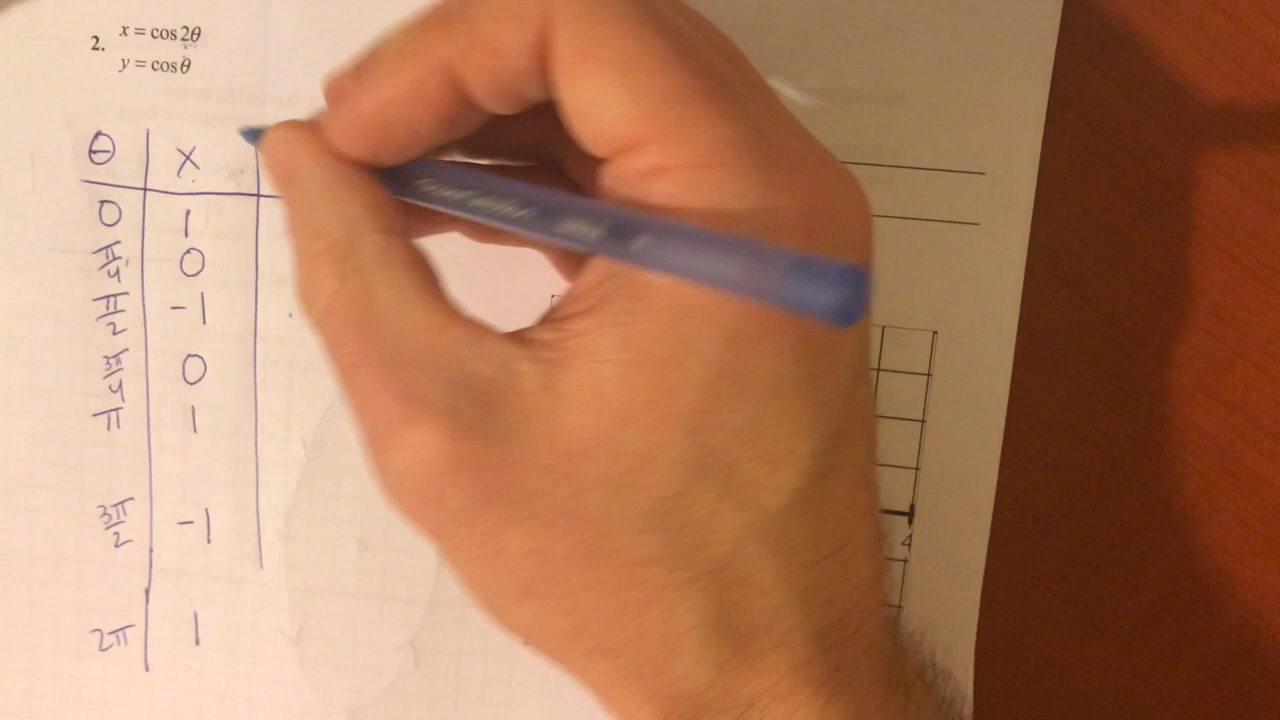 2. x = cos 2θ
y = cos θ
θ x
0 1
π/4 0
π/2 -1
3π/4 0
π 1
3π/2 -1
2π 1
4